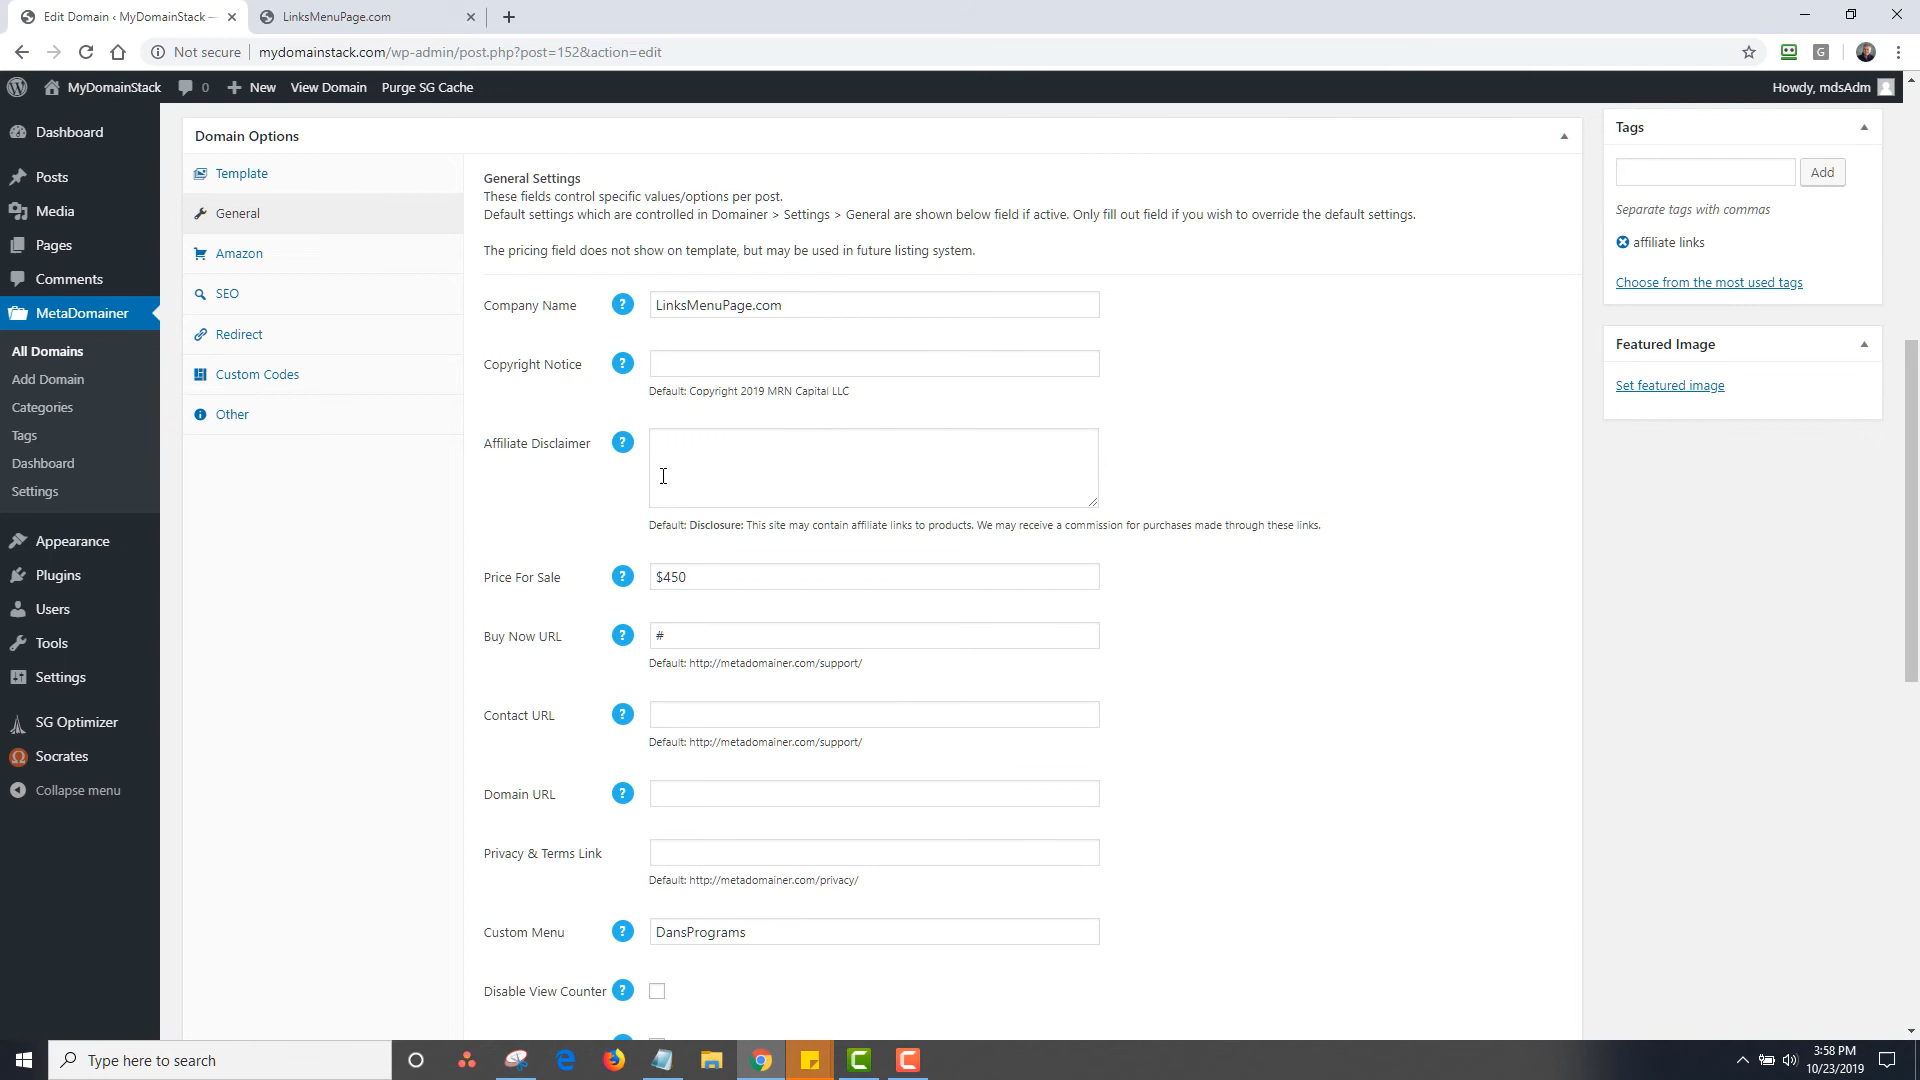 Edit Domain ‹ MyDomainStack —
LinksMenuPage.com
Not secure
mydomainstack.com/wp-admin/post.php?post=152&action=edit
G
MyDomainStack
0
New
View Domain
Purge SG Cache
Howdy, mdsAdm
Dashboard
Posts
Media
Pages
Comments
MetaDomainer
All Domains
Add Domain
Categories
Tags
Dashboard
Settings
Appearance
Plugins
Users
Tools
Settings
SG Optimizer
Socrates
Collapse menu
Domain Options
Template
General
Amazon
SEO
Redirect
Custom Codes
Other
General Settings
These fields control specific values/options per post.
Default settings which are controlled in Domainer > Settings > General are shown below field if active. Only fill out field if you wish to override the default settings.
The pricing field does not show on template, but may be used in future listing system.
Company Name ? LinksMenuPage.com
Copyright Notice ?
Default: Copyright 2019 MRN Capital LLC
Affiliate Disclaimer ?
Default: Disclosure: This site may contain affiliate links to products. We may receive a commission for purchases made through these links.
Price For Sale ? $450
Buy Now URL ? #
Default: http://metadomainer.com/support/
Contact URL ?
Default: http://metadomainer.com/support/
Domain URL ?
Privacy & Terms Link
Default: http://metadomainer.com/privacy/
Custom Menu ? DansPrograms
Disable View Counter ?
Tags
Add
Separate tags with commas
affiliate links
Choose from the most used tags
Featured Image
Set featured image
Type here to search
3:58 PM
10/23/2019